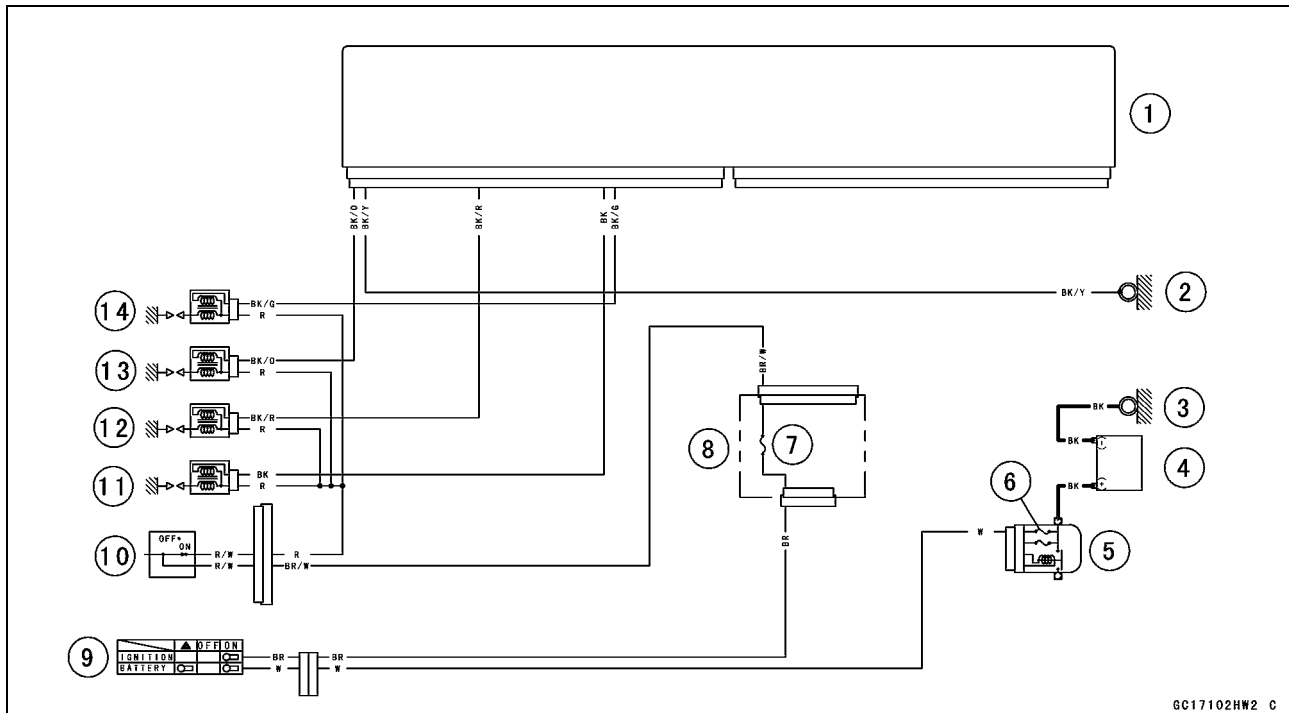 1
BK/O
BK/Y
BK/R
BK
BK/G
14
BK/G
R
BK/Y
2
13
BK/O
R
BR/W
BK
3
12
BK/R
R
8
7
BK
(-)
4
11
BK
R
6
BK
(+)
10
OFF
ON
R/W
R
R/W
BR/W
BR
W
5
9
▲ OFF ON
IGNITION
BATTERY
BR
BR
W
W
GC17102HW2 C